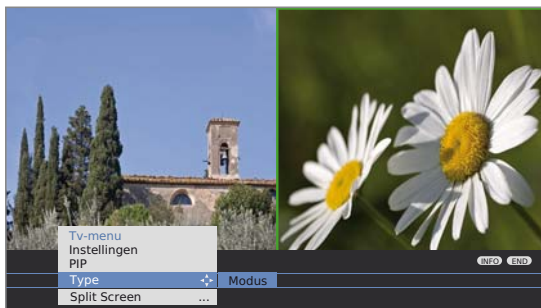 Tv-menu
Instellingen
PIP
Type Modus
Split Screen ...
INFO END